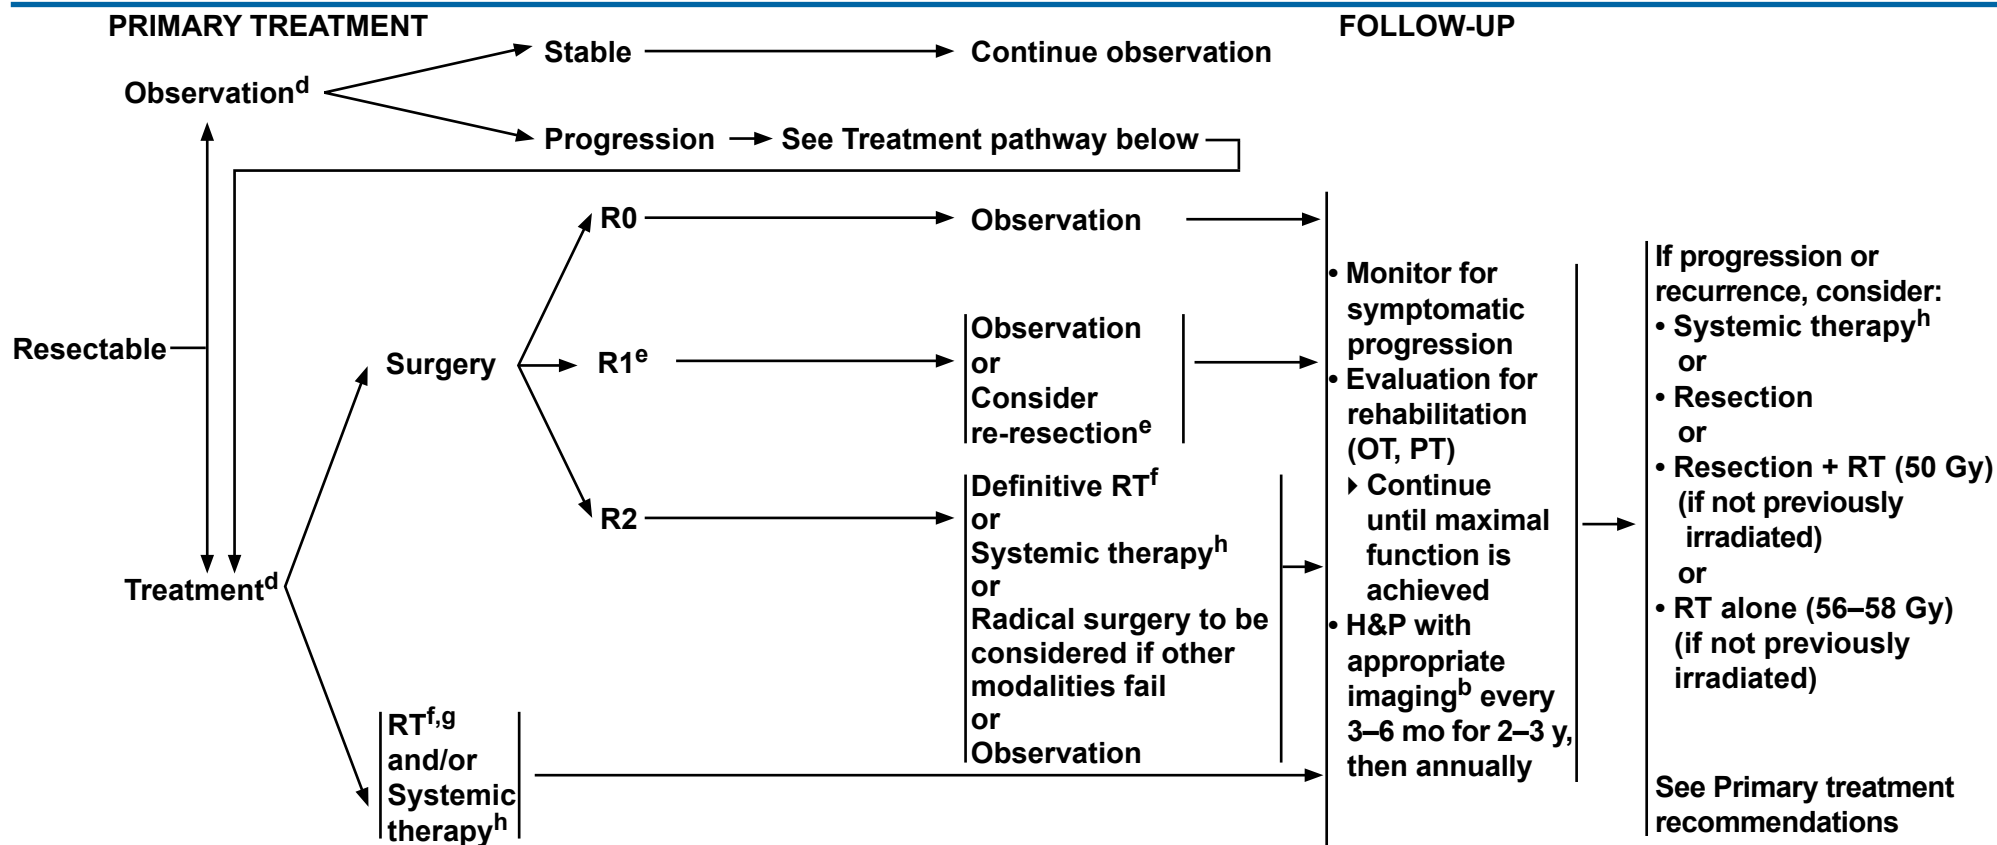 PRIMARY TREATMENT
FOLLOW-UP
Stable
Continue observation
Observationd
Progression
See Treatment pathway below
Resectable
Treatmentd
Surgery
R0
Observation
R1e
Observation
or
Consider
re-resectione
R2
Definitive RTf
or
Systemic therapyh
or
Radical surgery to be
considered if other
modalities fail
or
Observation
RTf,g
and/or
Systemic
therapyh
• Monitor for
symptomatic
progression
• Evaluation for
rehabilitation
(OT, PT)
Continue
until maximal
function is
achieved
• H&P with
appropriate
imagingb every
3–6 mo for 2–3 y,
then annually
If progression or
recurrence, consider:
• Systemic therapyh
or
• Resection
or
• Resection + RT (50 Gy)
(if not previously
irradiated)
or
• RT alone (56–58 Gy)
(if not previously
irradiated)
See Primary treatment
recommendations